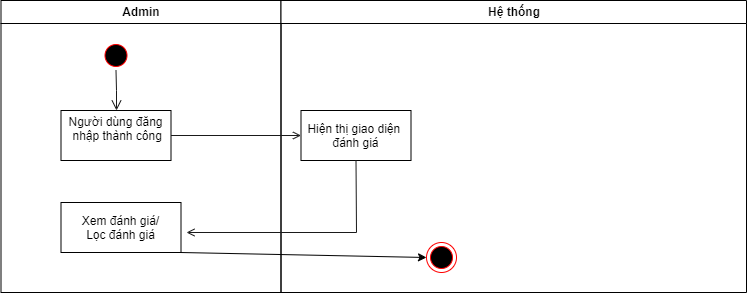 Admin
Hệ thống
Người dùng đăng
nhập thành công
Hiện thị giao diện
đánh giá
Xem đánh giá/
Lọc đánh giá